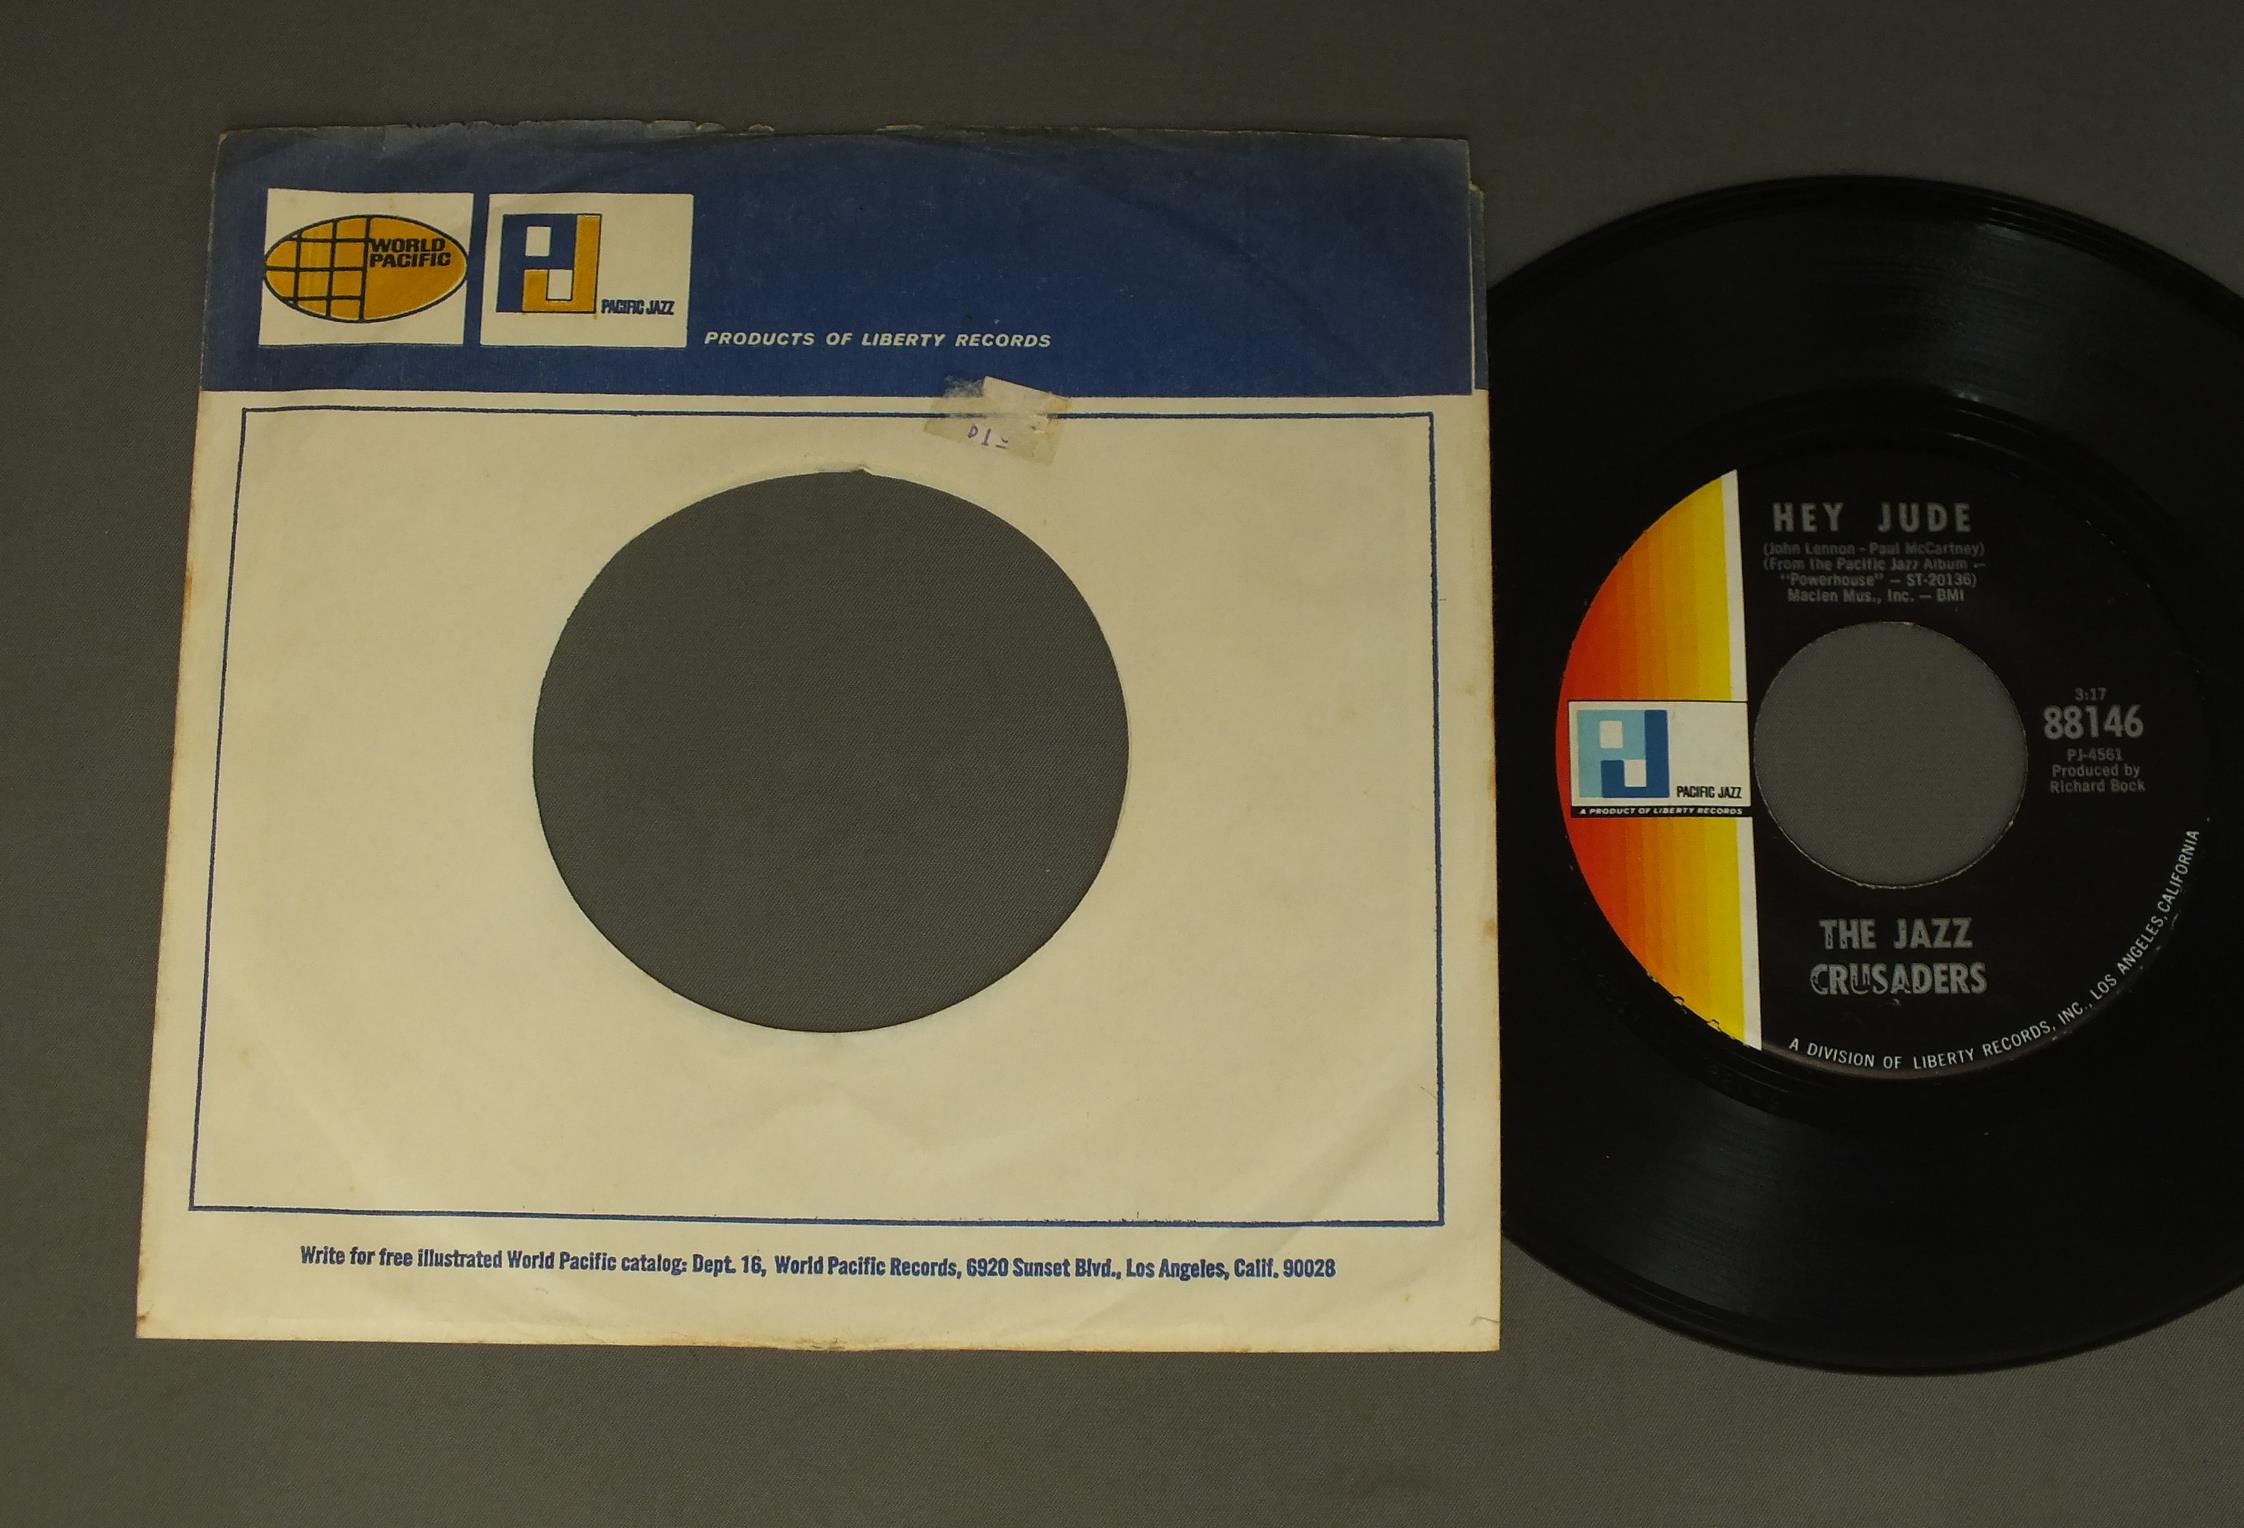 WORLD
PACIFIC
PACIFIC JAZZ
PRODUCTS OF LIBERTY RECORDS
Write for free illustrated World Pacific catalog: Dept. 16, World Pacific Records, 6920 Sunset Blvd., Los Angeles, Calif. 90028
HEY JUDE
(John Lennon - Paul McCartney)
(From the Pacific Jazz Album —
"Powerhouse" — ST-20136)
Maclen Mus., Inc. — BMI
3:17
88146
PJ-4561
Produced by
Richard Bock
PJ
PACIFIC JAZZ
A PRODUCT OF LIBERTY RECORDS
THE JAZZ
CRUSADERS
A DIVISION OF LIBERTY RECORDS, INC., LOS ANGELES, CALIFORNIA